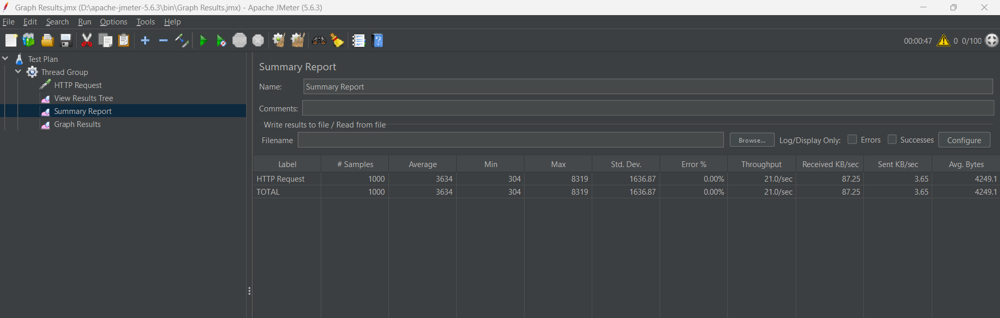 Graph Results.jmx (D:\apache-jmeter-5.6.3\bin\Graph Results.jmx) - Apache JMeter (5.6.3)
File Edit Search Run Options Tools Help
STOP ? 00:00:47 0 0/100
Test Plan
Thread Group
HTTP Request
View Results Tree
Summary Report
Graph Results
Summary Report
Name: Summary Report
Comments:
Write results to file / Read from file
Filename Browse... Log/Display Only: Errors Successes Configure
Label # Samples Average Min Max Std. Dev. Error % Throughput Received KB/sec Sent KB/sec Avg. Bytes
HTTP Request 1000 3634 304 8319 1636.87 0.00% 21.0/sec 87.25 3.65 4249.1
TOTAL 1000 3634 304 8319 1636.87 0.00% 21.0/sec 87.25 3.65 4249.1